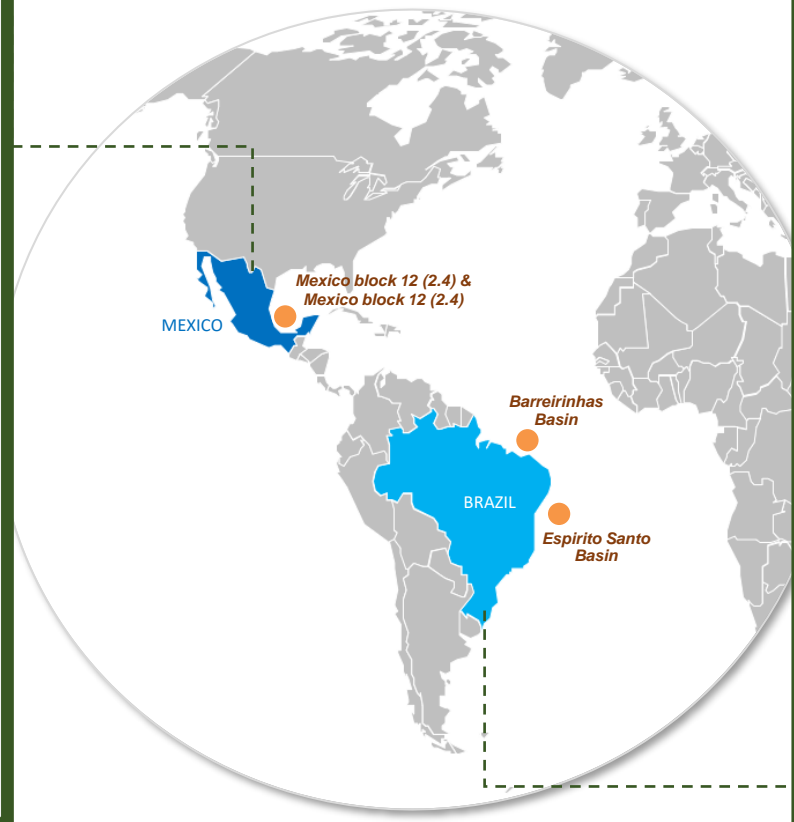 Mexico block 12 (2.4) &
Mexico block 12 (2.4)
MEXICO
Barreirinhas
Basin
BRAZIL
Espirito Santo
Basin